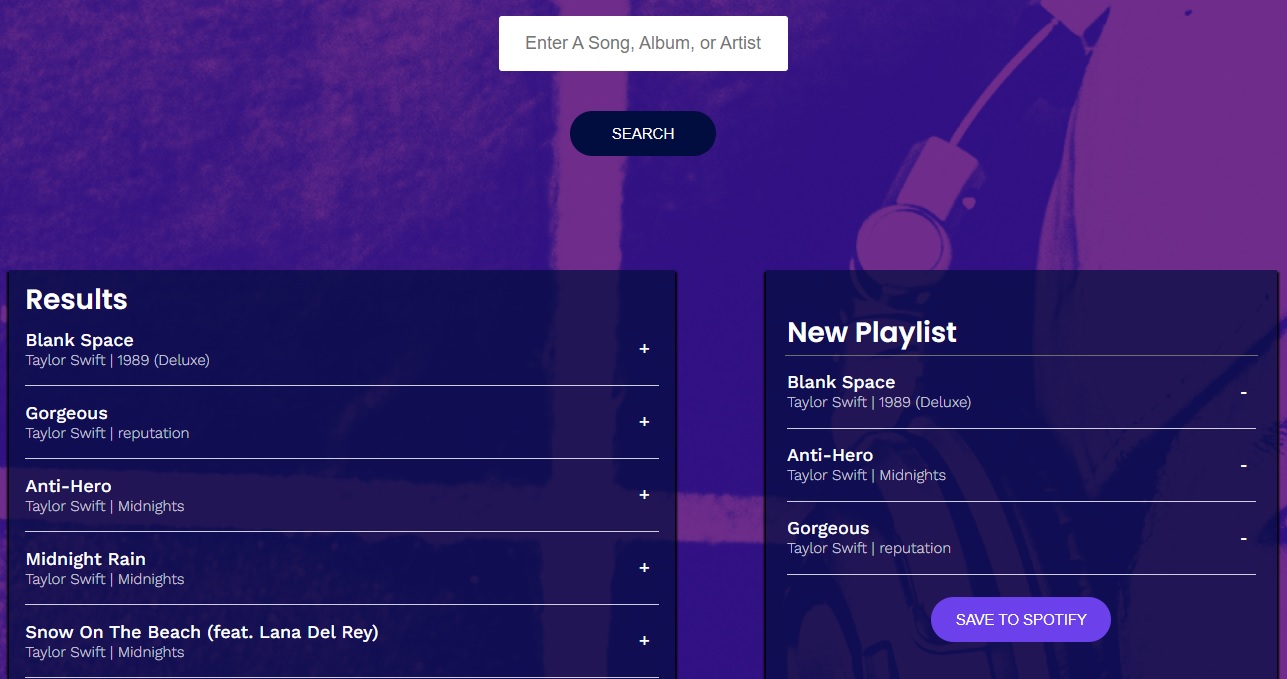 Enter A Song, Album, or Artist
SEARCH
Results
Blank Space
Taylor Swift | 1989 (Deluxe)
+
Gorgeous
Taylor Swift | reputation
+
Anti-Hero
Taylor Swift | Midnights
+
Midnight Rain
Taylor Swift | Midnights
+
Snow On The Beach (feat. Lana Del Rey)
Taylor Swift | Midnights
+
New Playlist
Blank Space
Taylor Swift | 1989 (Deluxe)
-
Anti-Hero
Taylor Swift | Midnights
-
Gorgeous
Taylor Swift | reputation
-
SAVE TO SPOTIFY